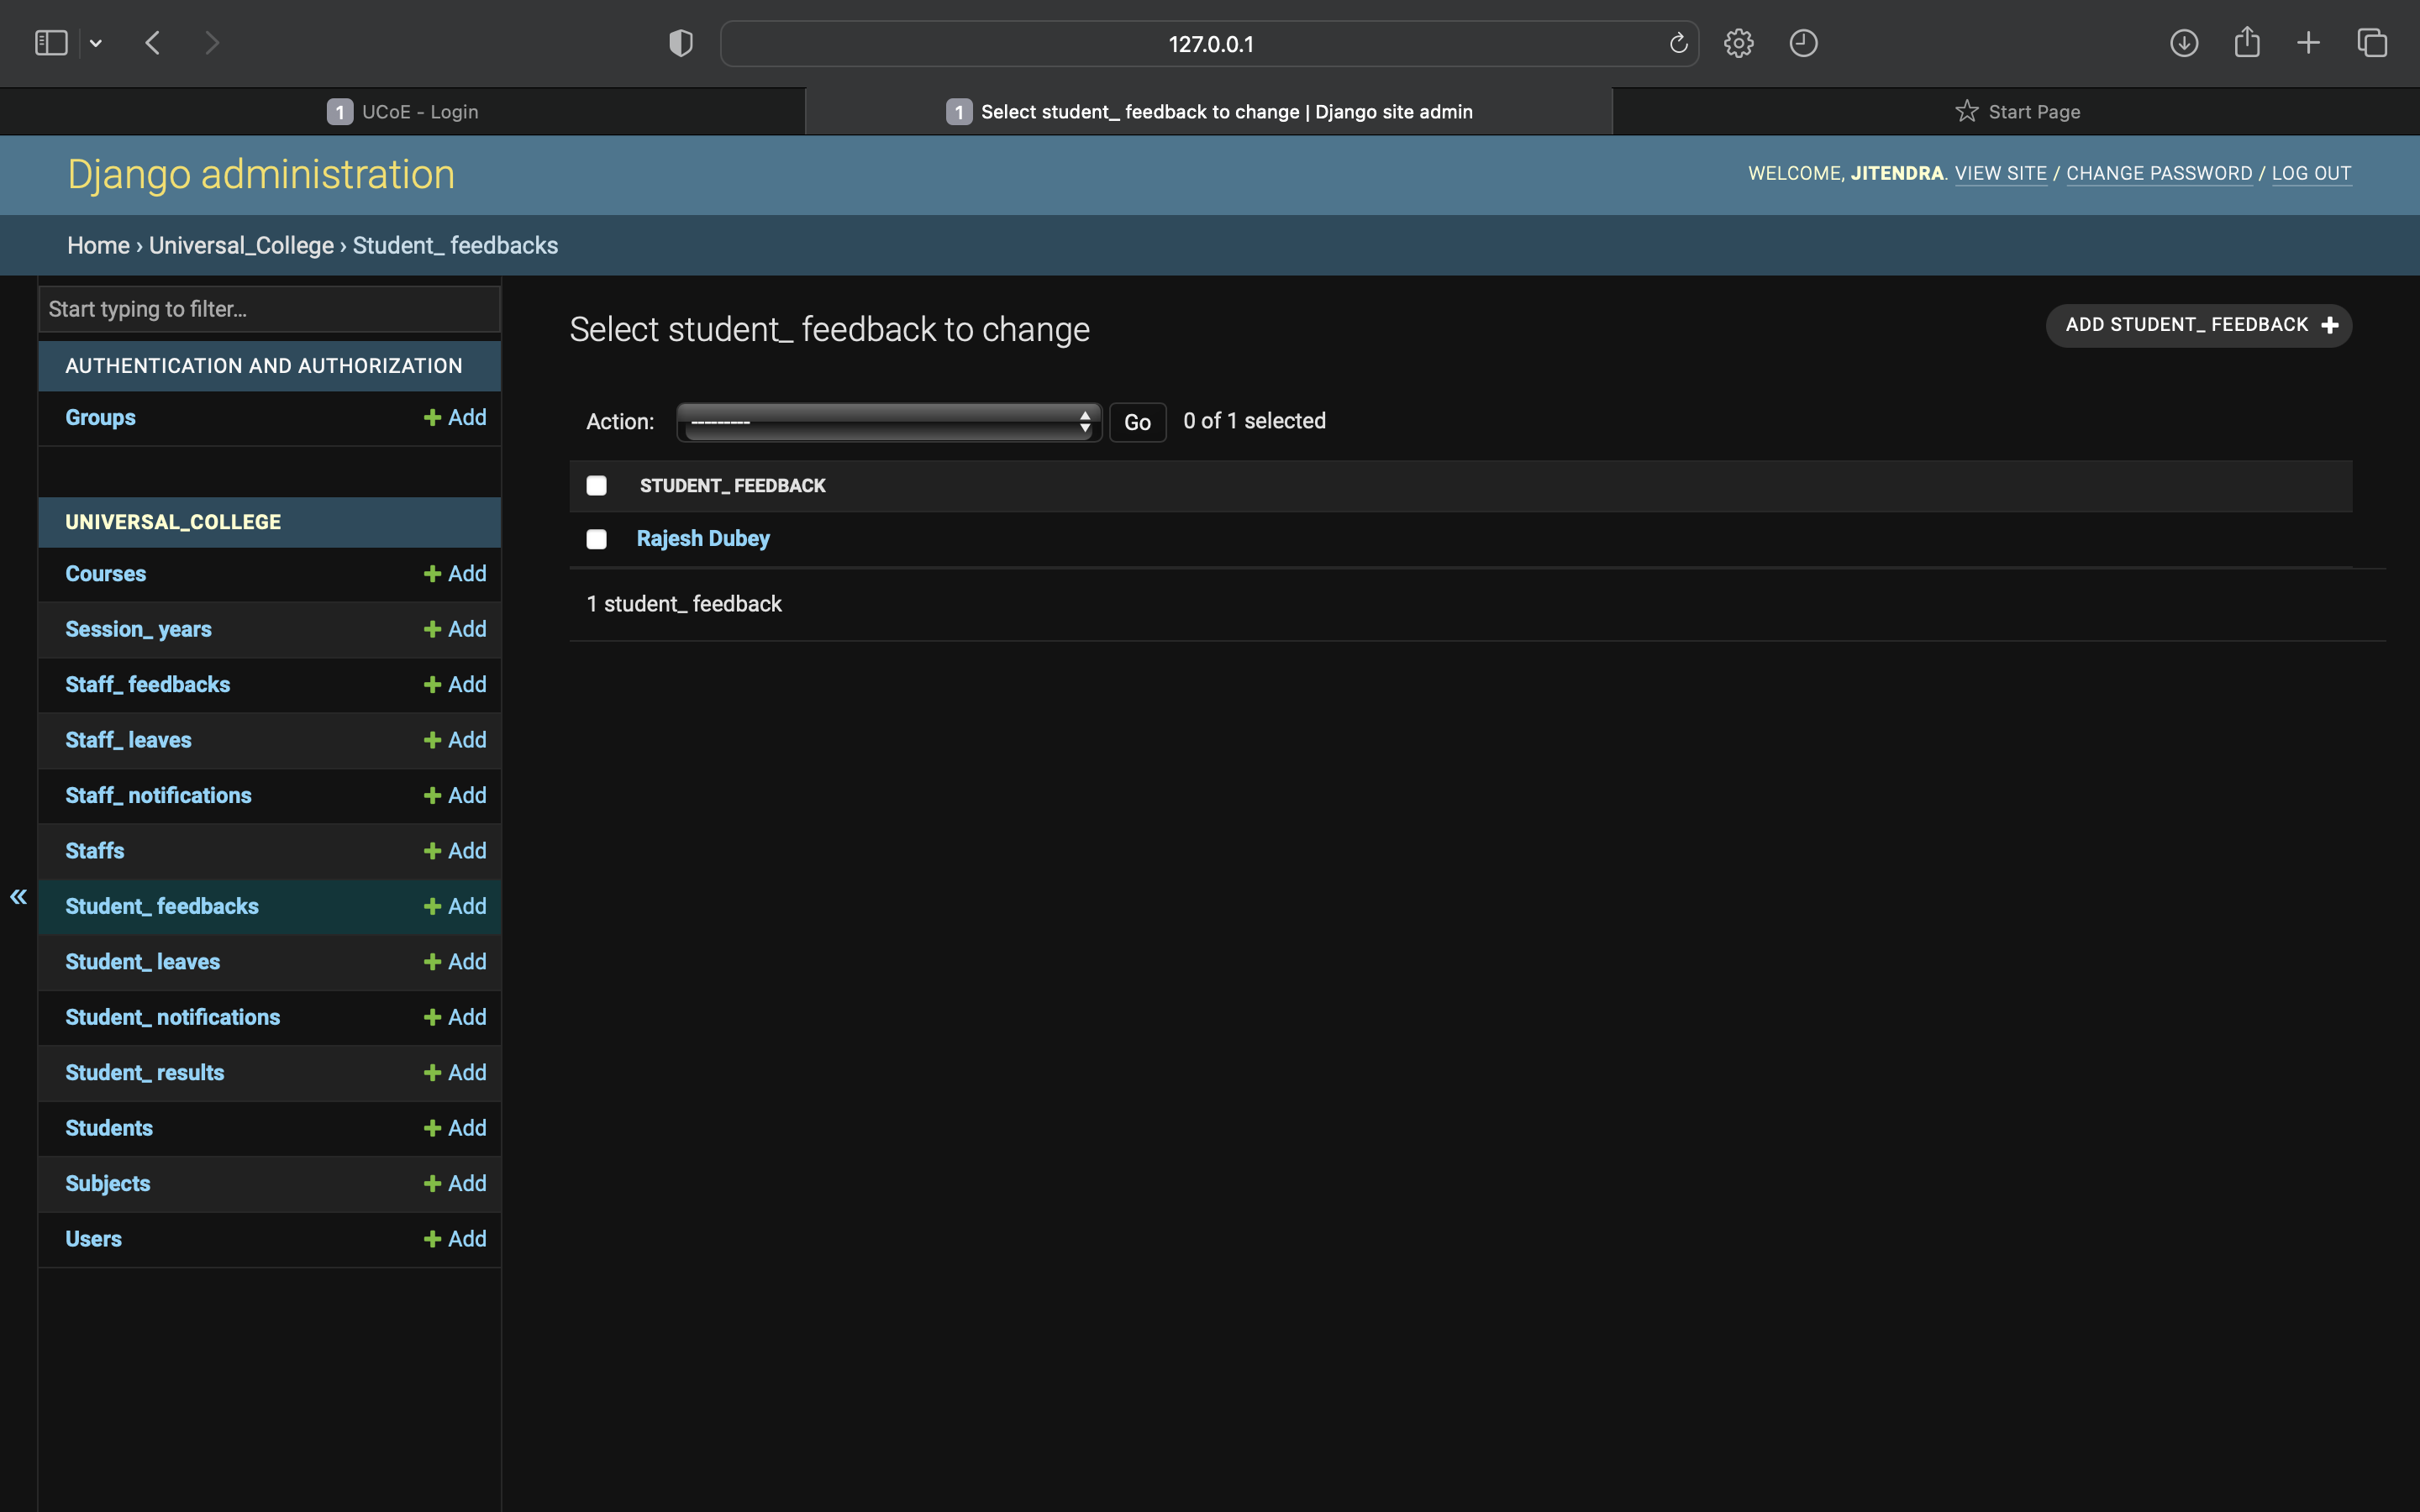 127.0.0.1
1 UCoE - Login
1 Select student_ feedback to change | Django site admin
Start Page
Django administration
WELCOME, JITENDRA. VIEW SITE / CHANGE PASSWORD / LOG OUT
Home › Universal_College › Student_ feedbacks
Start typing to filter...
AUTHENTICATION AND AUTHORIZATION
Groups + Add
UNIVERSAL_COLLEGE
Courses + Add
Session_ years + Add
Staff_ feedbacks + Add
Staff_ leaves + Add
Staff_ notifications + Add
Staffs + Add
«
Student_ feedbacks + Add
Student_ leaves + Add
Student_ notifications + Add
Student_ results + Add
Students + Add
Subjects + Add
Users + Add
Select student_ feedback to change
ADD STUDENT_ FEEDBACK +
Action: --------- Go 0 of 1 selected
STUDENT_ FEEDBACK
Rajesh Dubey
1 student_ feedback